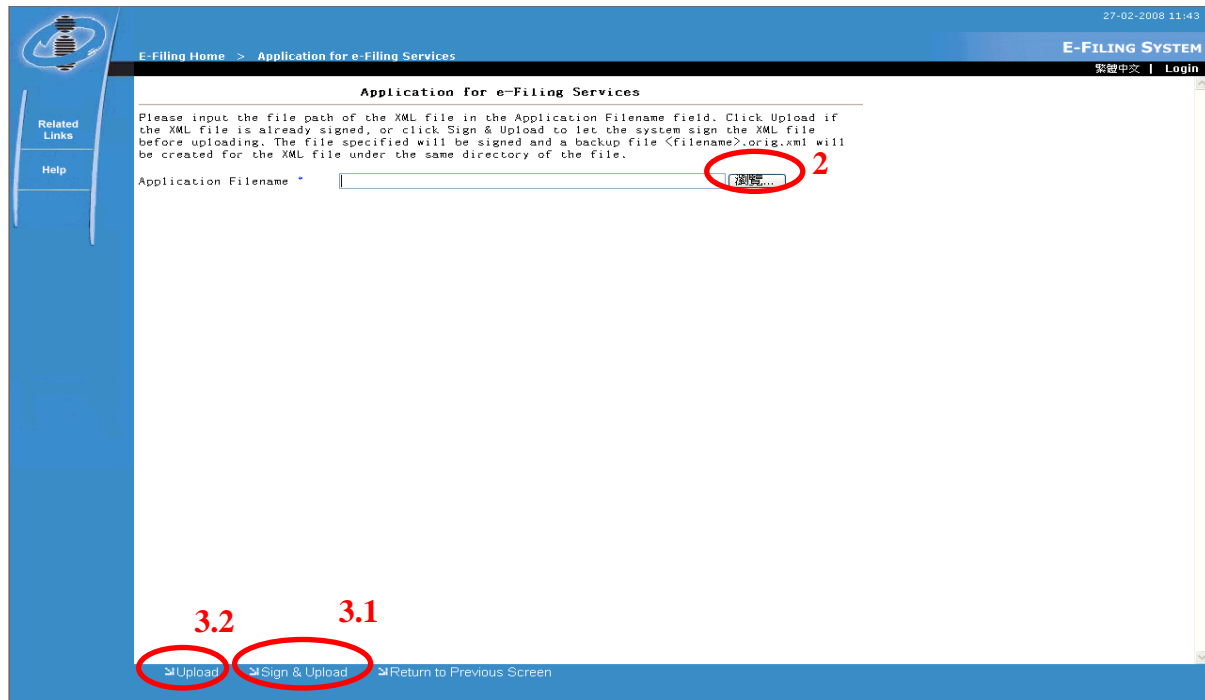 27-02-2008 11:43
E-Filing Home > Application for e-Filing Services
E-FILING SYSTEM
繁體中文 | Login
Related
Links
Help
Application for e-Filing Services
Please input the file path of the XML file in the Application Filename field. Click Upload if
the XML file is already signed, or click Sign & Upload to let the system sign the XML file
before uploading. The file specified will be signed and a backup file <filename>.orig.xml will
be created for the XML file under the same directory of the file.
2
Application Filename * 瀏覽...
3.2 3.1
Upload Sign & Upload Return to Previous Screen